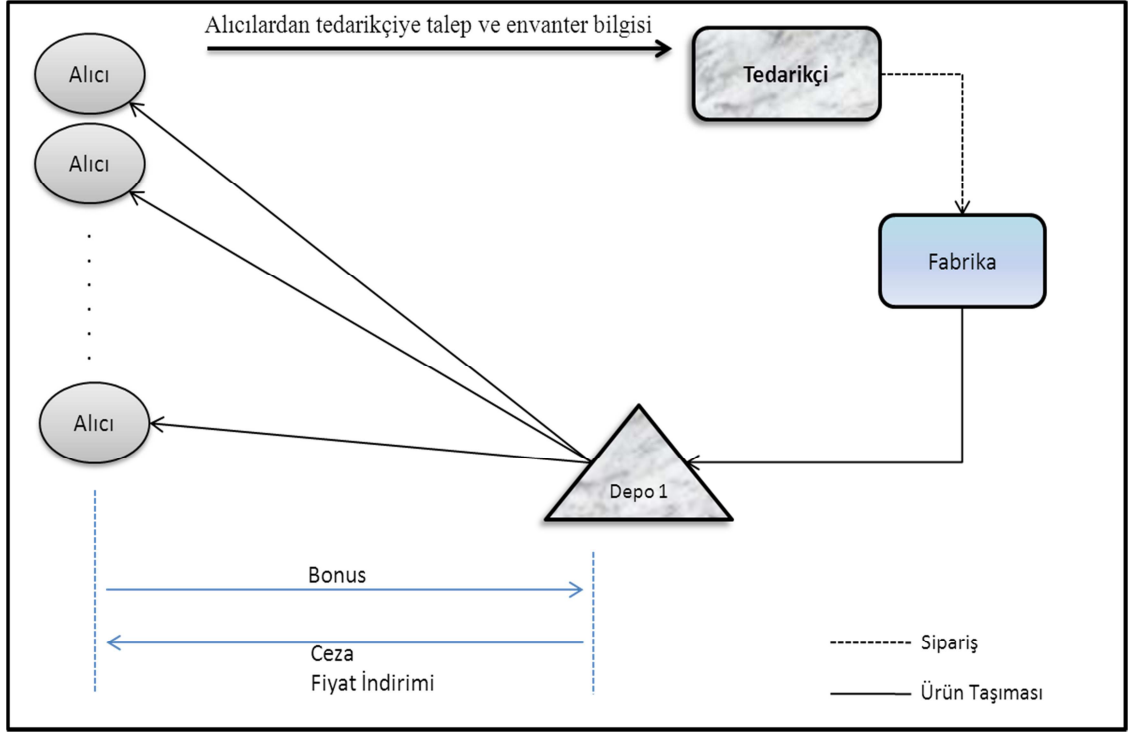 Alıcılardan tedarikçiye talep ve envanter bilgisi
Alıcı
Tedarikçi
Alıcı
Fabrika
Alıcı
Depo 1
Bonus
Ceza
Fiyat İndirimi
Sipariş
Ürün Taşıması